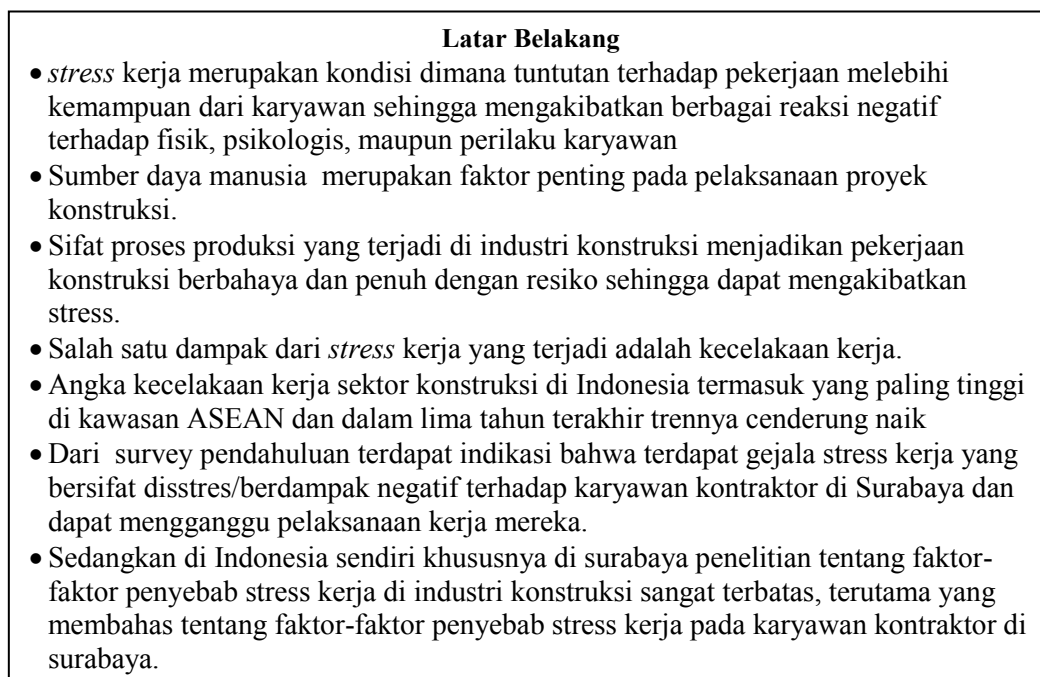 Latar Belakang
• stress kerja merupakan kondisi dimana tuntutan terhadap pekerjaan melebihi
kemampuan dari karyawan sehingga mengakibatkan berbagai reaksi negatif
terhadap fisik, psikologis, maupun perilaku karyawan
• Sumber daya manusia merupakan faktor penting pada pelaksanaan proyek
konstruksi.
• Sifat proses produksi yang terjadi di industri konstruksi menjadikan pekerjaan
konstruksi berbahaya dan penuh dengan resiko sehingga dapat mengakibatkan
stress.
• Salah satu dampak dari stress kerja yang terjadi adalah kecelakaan kerja.
• Angka kecelakaan kerja sektor konstruksi di Indonesia termasuk yang paling tinggi
di kawasan ASEAN dan dalam lima tahun terakhir trennya cenderung naik
• Dari survey pendahuluan terdapat indikasi bahwa terdapat gejala stress kerja yang
bersifat disstres/berdampak negatif terhadap karyawan kontraktor di Surabaya dan
dapat mengganggu pelaksanaan kerja mereka.
• Sedangkan di Indonesia sendiri khususnya di surabaya penelitian tentang faktor-
faktor penyebab stress kerja di industri konstruksi sangat terbatas, terutama yang
membahas tentang faktor-faktor penyebab stress kerja pada karyawan kontraktor di
surabaya.